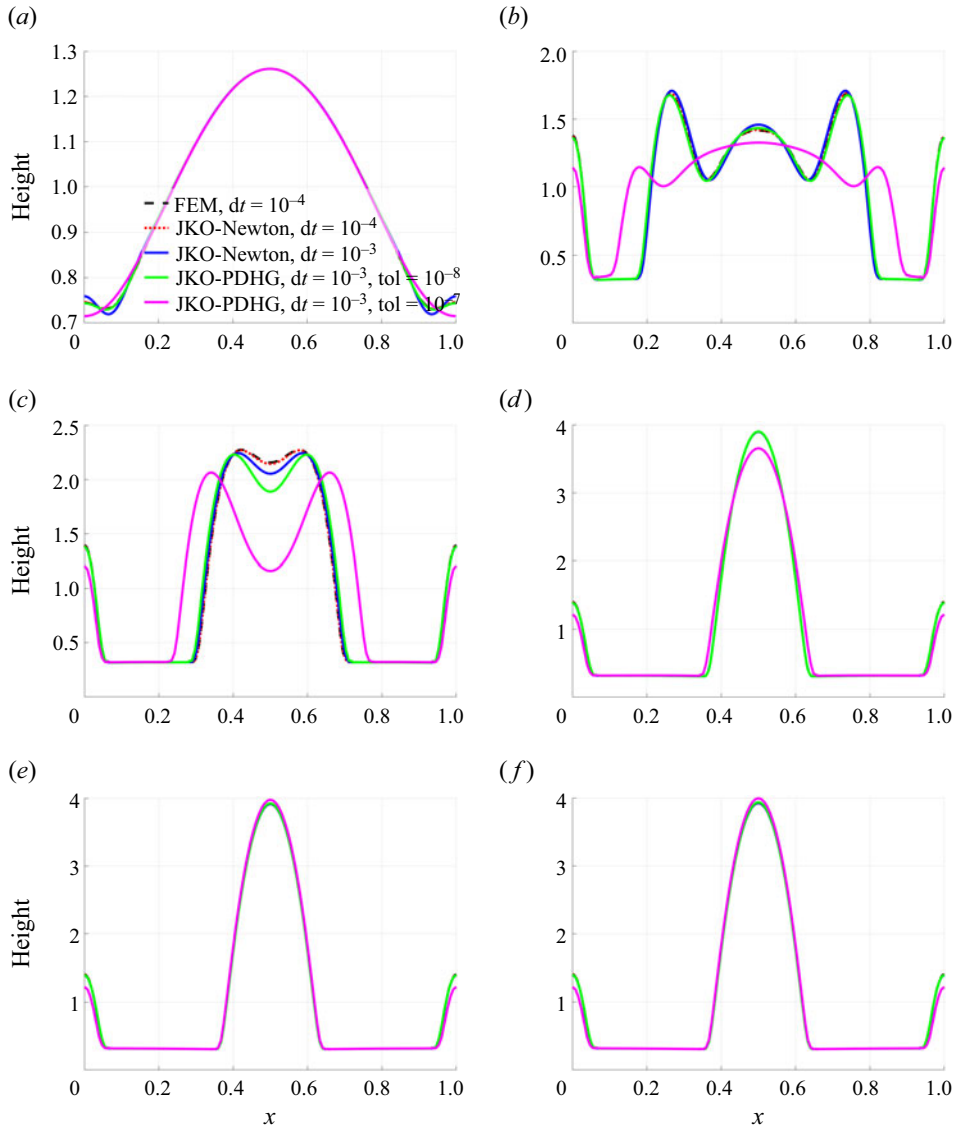 (a)
(b)
1.3
1.2
1.1
1.0
0.9
0.8
0.7
Height
FEM, dt = 10–4
JKO-Newton, dt = 10–4
JKO-Newton, dt = 10–3
JKO-PDHG, dt = 10–3, tol = 10–8
JKO-PDHG, dt = 10–3, tol = 10–7
0 0.2 0.4 0.6 0.8 1.0
2.0
1.5
1.0
0.5
0 0.2 0.4 0.6 0.8 1.0
(c)
(d)
2.5
2.0
1.5
1.0
0.5
Height
0 0.2 0.4 0.6 0.8 1.0
4
3
2
1
0 0.2 0.4 0.6 0.8 1.0
(e)
(f)
4
3
2
1
Height
0 0.2 0.4 0.6 0.8 1.0
x
4
3
2
1
0 0.2 0.4 0.6 0.8 1.0
x